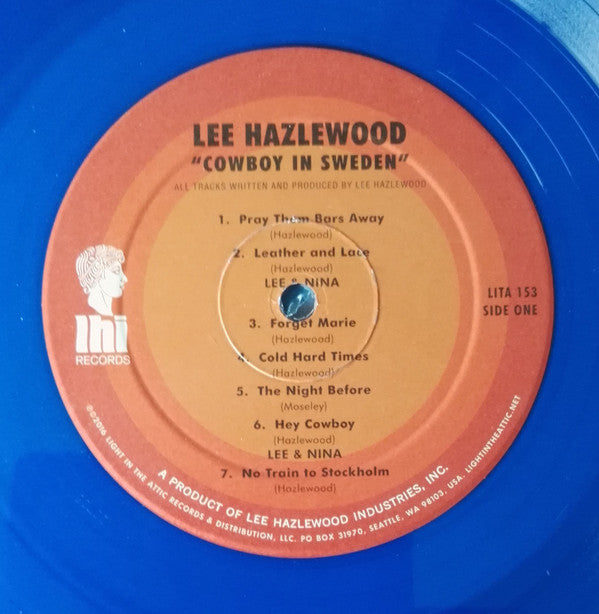 LEE HAZLEWOOD
"COWBOY IN SWEDEN"
ALL TRACKS WRITTEN AND PRODUCED BY LEE HAZLEWOOD
1. Pray Them Bars Away
(Hazlewood)
2. Leather and Lace
(Hazlewood)
LEE & NINA
3. Forget Marie
(Hazlewood)
4. Cold Hard Times
(Hazlewood)
5. The Night Before
(Moseley)
6. Hey Cowboy
(Hazlewood)
LEE & NINA
7. No Train to Stockholm
(Hazlewood)
LITA 153
SIDE ONE
lhi
RECORDS
A PRODUCT OF LEE HAZLEWOOD INDUSTRIES, INC.
℗©2016 LIGHT IN THE ATTIC RECORDS & DISTRIBUTION, LLC. PO BOX 31970, SEATTLE, WA 98103, USA. LIGHTINTHEATTIC.NET